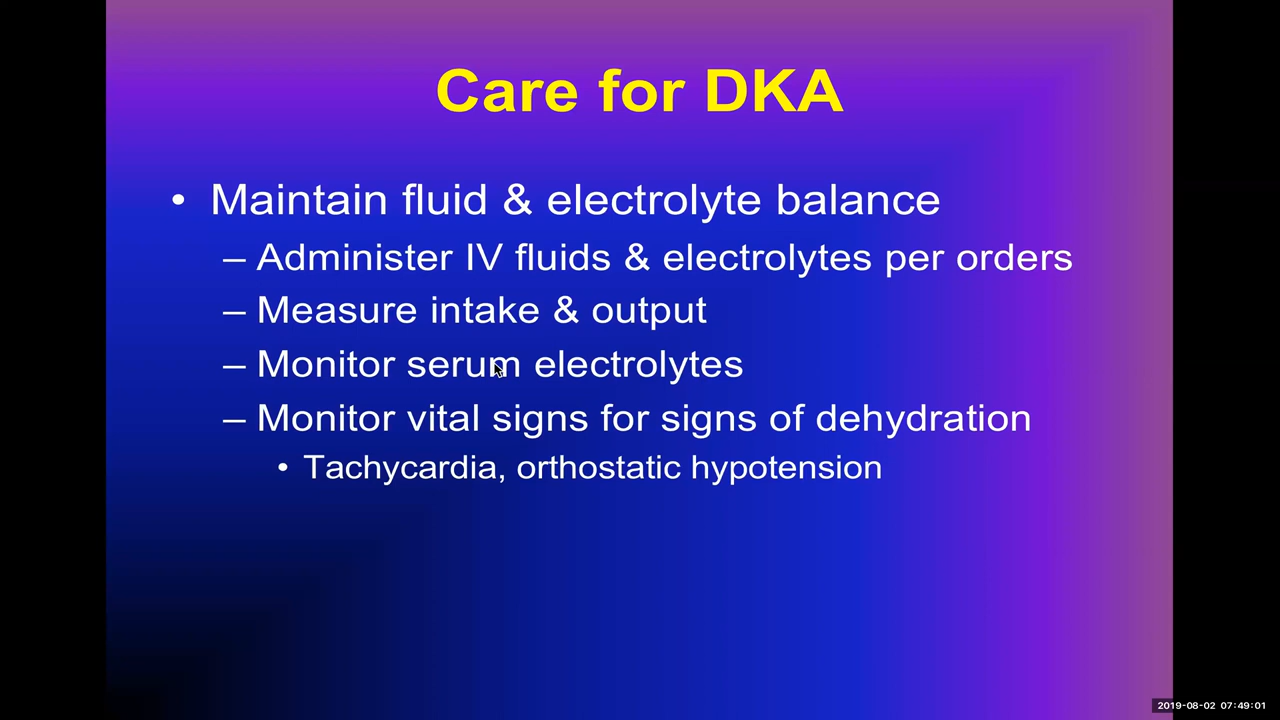 Care for DKA
• Maintain fluid & electrolyte balance
– Administer IV fluids & electrolytes per orders
– Measure intake & output
– Monitor serum electrolytes
– Monitor vital signs for signs of dehydration
• Tachycardia, orthostatic hypotension
2019-08-02 07:49:01